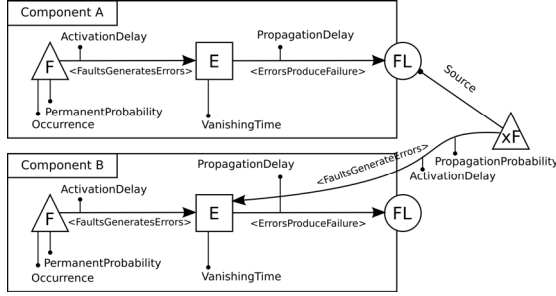 Component A
ActivationDelay
PropagationDelay
F
E
FL
<FaultsGeneratesErrors>
<ErrorsProduceFailure>
Source
PermanentProbability
Occurrence
VanishingTime
xF
<FaultsGenerateErrors>
PropagationProbability
ActivationDelay
Component B
PropagationDelay
ActivationDelay
F
E
FL
<FaultsGeneratesErrors>
<ErrorsProduceFailure>
PermanentProbability
Occurrence
VanishingTime